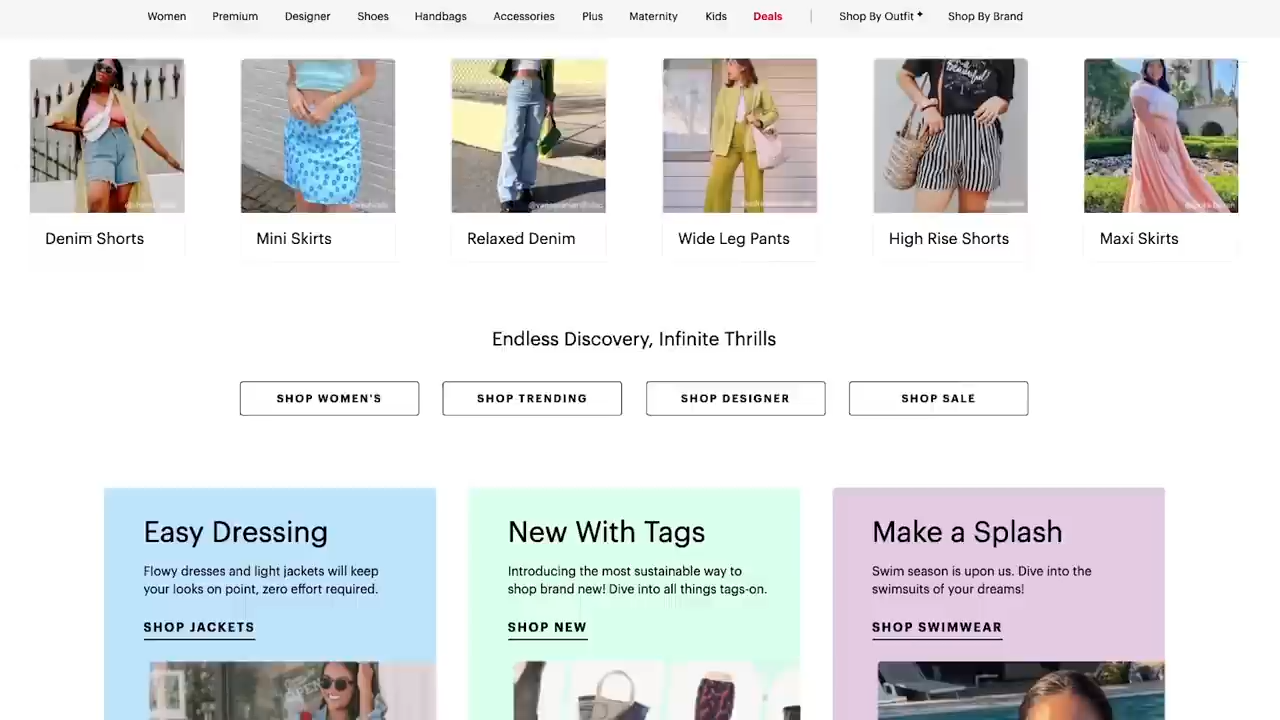 Women Premium Designer Shoes Handbags Accessories Plus Maternity Kids Deals Shop By Outfit Shop By Brand
Denim Shorts Mini Skirts Relaxed Denim Wide Leg Pants High Rise Shorts Maxi Skirts
Endless Discovery, Infinite Thrills
SHOP WOMEN'S SHOP TRENDING SHOP DESIGNER SHOP SALE
Easy Dressing
Flowy dresses and light jackets will keep
your looks on point, zero effort required.
SHOP JACKETS
New With Tags
Introducing the most sustainable way to
shop brand new! Dive into all things tags-on.
SHOP NEW
Make a Splash
Swim season is upon us. Dive into the
swimsuits of your dreams!
SHOP SWIMWEAR